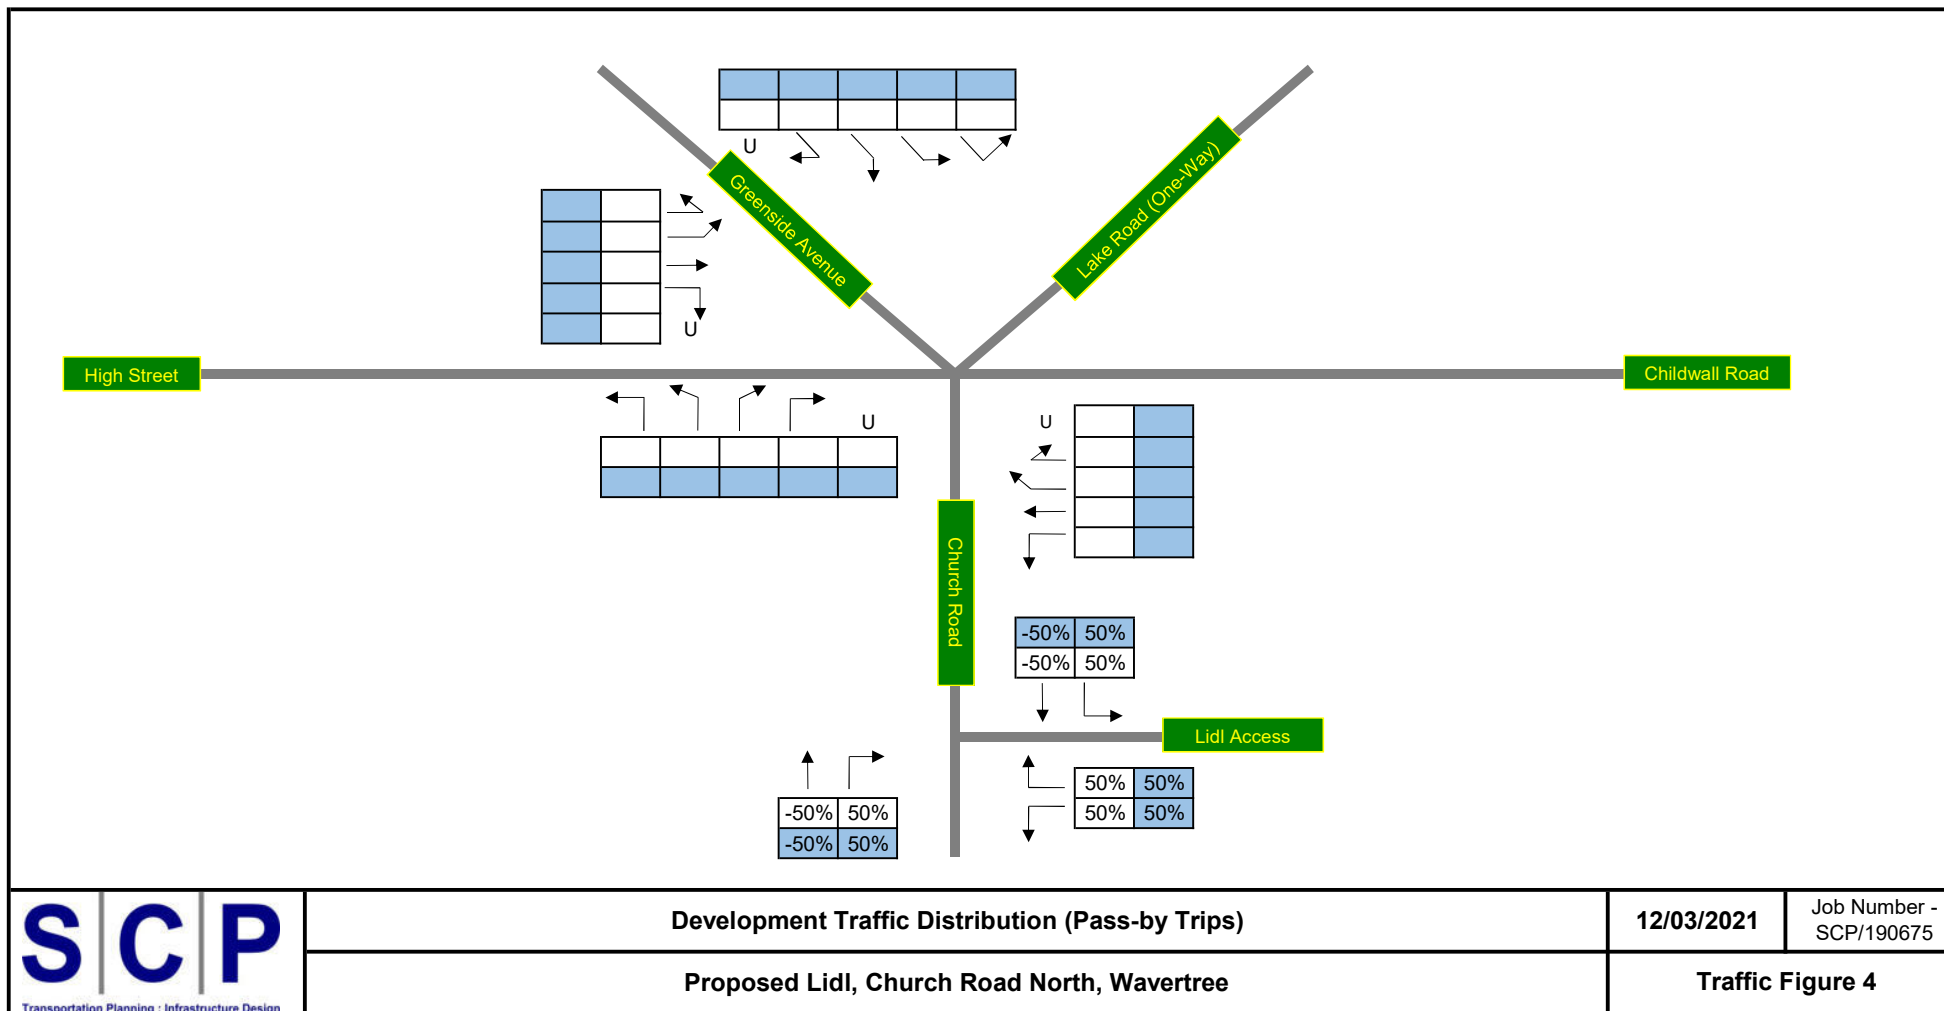 U
Greenside Avenue
Lake Road (One-Way)
U
High Street
Childwall Road
U
U
Church Road
-50% 50%
-50% 50%
Lidl Access
50% 50%
50% 50%
-50% 50%
-50% 50%
SCP
Transportation Planning : Infrastructure Design
Development Traffic Distribution (Pass-by Trips)
12/03/2021
Job Number -
SCP/190675
Proposed Lidl, Church Road North, Wavertree
Traffic Figure 4